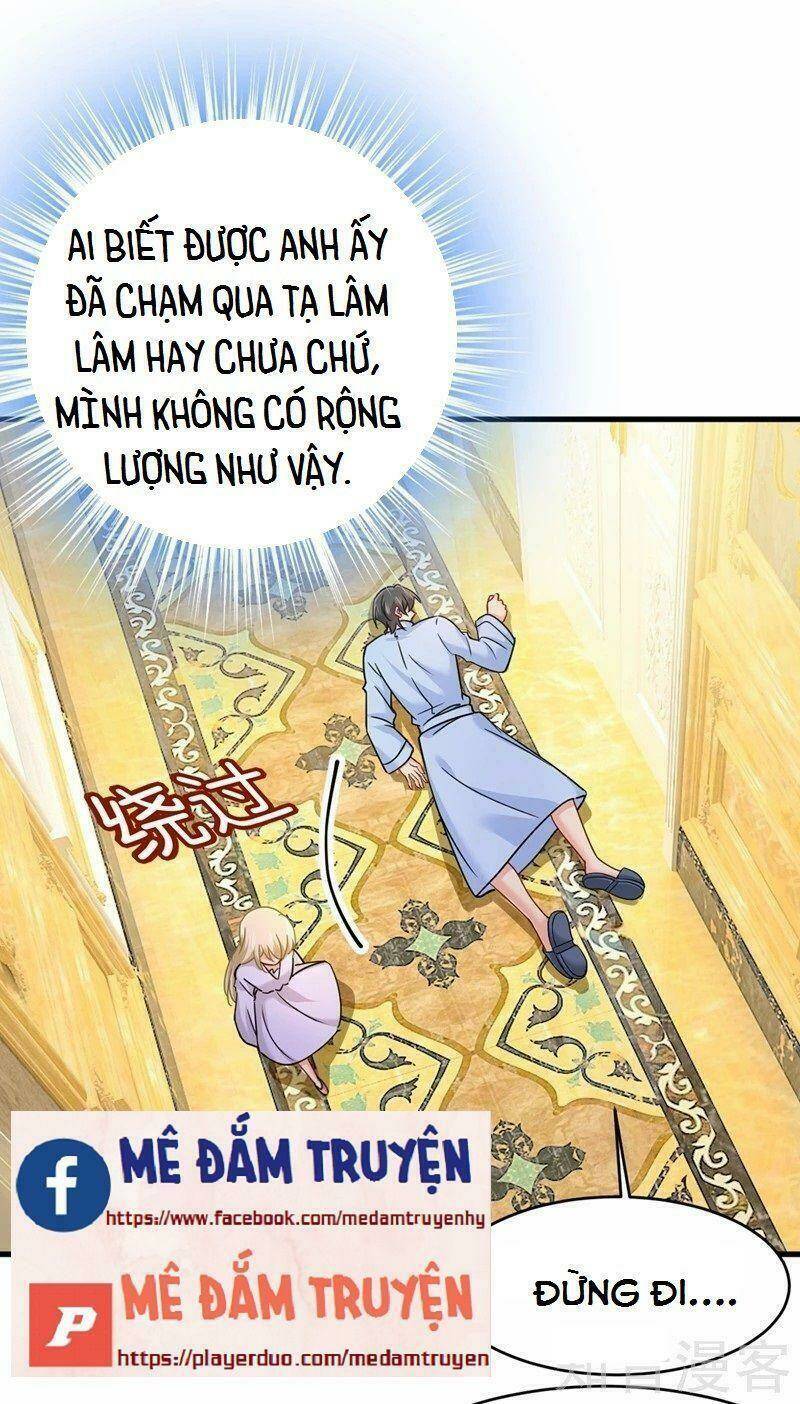 AI BIẾT ĐƯỢC ANH ẤY
ĐÃ CHẠM QUA TẠ LÂM
LÂM HAY CHƯA CHỨ,
MÌNH KHÔNG CÓ RỘNG
LƯỢNG NHƯ VẬY.
绕过
f MÊ ĐẮM TRUYỆN
https://www.facebook.com/medamtruyenhy
P MÊ ĐẮM TRUYỆN
https://playerduo.com/medamtruyen
ĐỪNG ĐI....
知音漫客